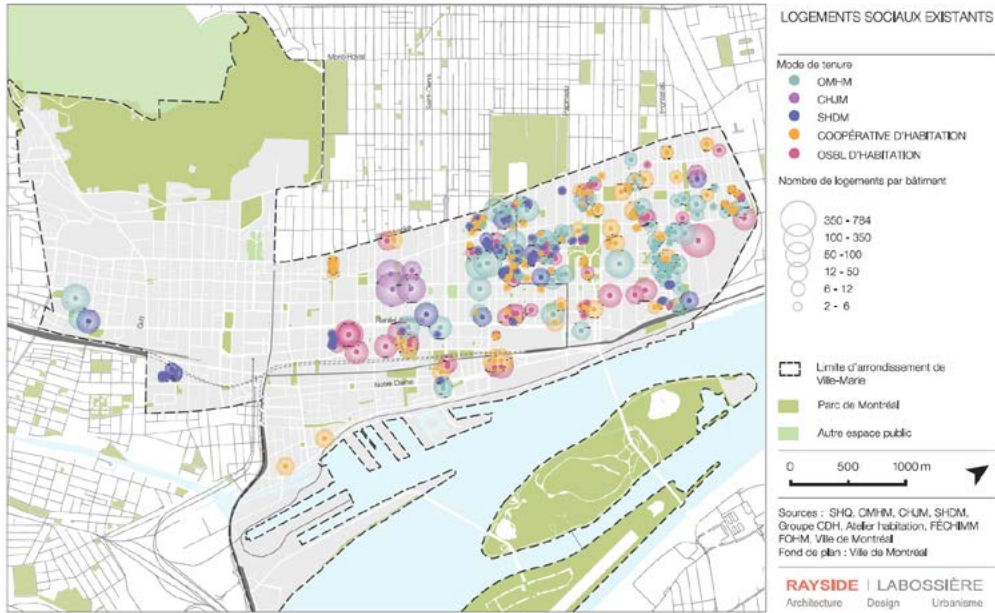 LOGEMENTS SOCIAUX EXISTANTS
Mode de tenure
OMHM
CHJM
SHDM
COOPÉRATIVE D'HABITATION
OSBL D'HABITATION
Nombre de logements par bâtiment
350 - 784
100 - 350
50 -100
12 - 50
6 - 12
2 - 6
Limite d'arrondissement de
Ville-Marie
Parc de Montréal
Autre espace public
0 500 1000 m
Sources : SHQ, OMHM, CHJM, SHDM,
Groupe CDH, Atelier habitation, FÉCHIMM
FOHM, Ville de Montréal
Fond de plan : Ville de Montréal
RAYSIDE | LABOSSIÈRE
Architecture Design Urbanisme
Mont-Royal
Saint-Denis
Papineau
Frontenac
Guy
Notre-Dame